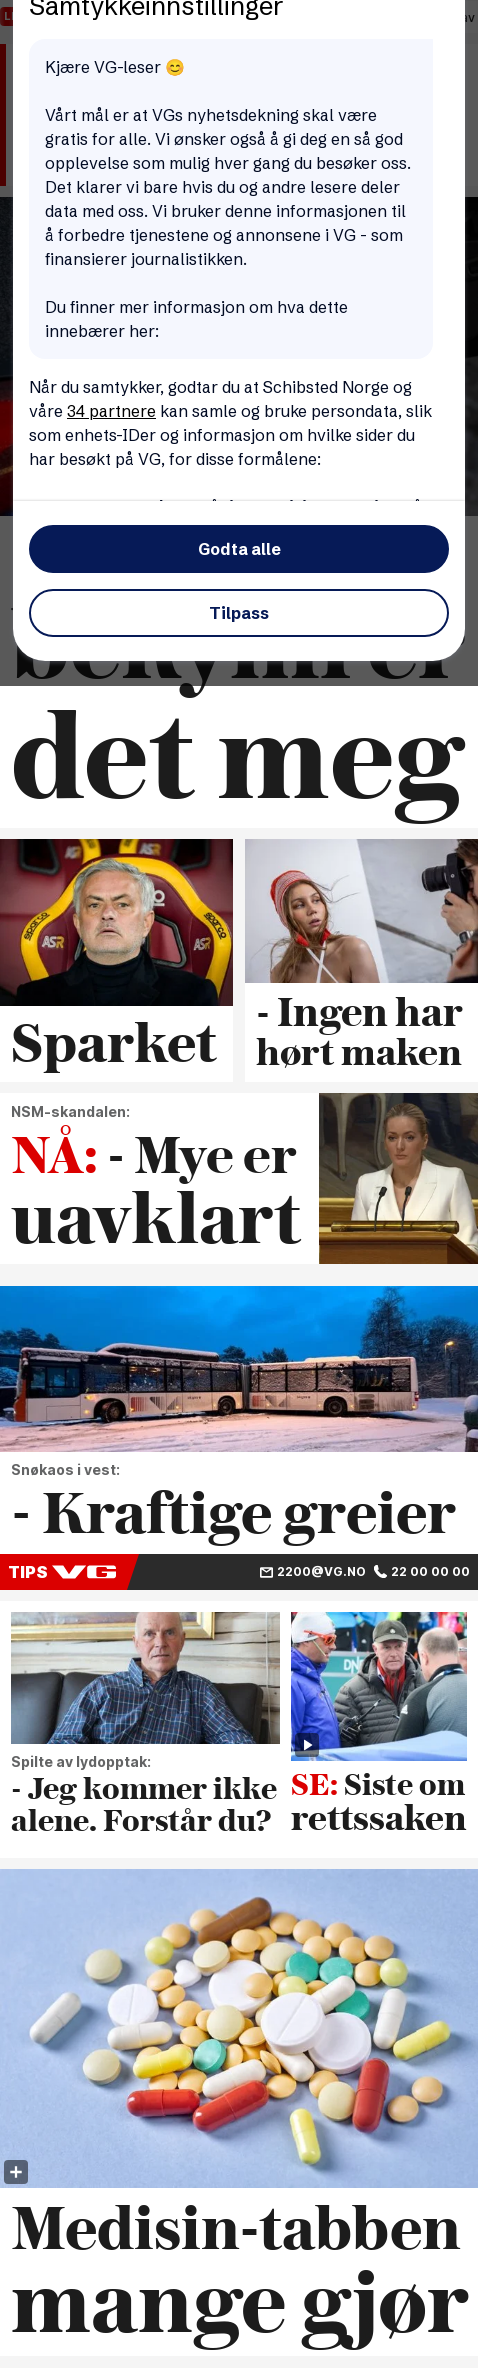 Samtykkeinnstillinger
Kjære VG-leser 😊
Vårt mål er at VGs nyhetsdekning skal være
gratis for alle. Vi ønsker også å gi deg en så god
opplevelse som mulig hver gang du besøker oss.
Det klarer vi bare hvis du og andre lesere deler
data med oss. Vi bruker denne informasjonen til
å forbedre tjenestene og annonsene i VG - som
finansierer journalistikken.
Du finner mer informasjon om hva dette
innebærer her:
Når du samtykker, godtar du at Schibsted Norge og
våre 34 partnere kan samle og bruke persondata, slik
som enhets-IDer og informasjon om hvilke sider du
har besøkt på VG, for disse formålene:
Godta alle
Tilpass
det meg
ASR
ASR
Sparket
- Ingen har
hørt maken
NSM-skandalen:
NÅ: - Mye er
uavklart
Snøkaos i vest:
- Kraftige greier
TIPS VG
2200@VG.NO 22 00 00 00
Spilte av lydopptak:
- Jeg kommer ikke
alene. Forstår du?
SE: Siste om
rettssaken
Medisin-tabben
mange gjør